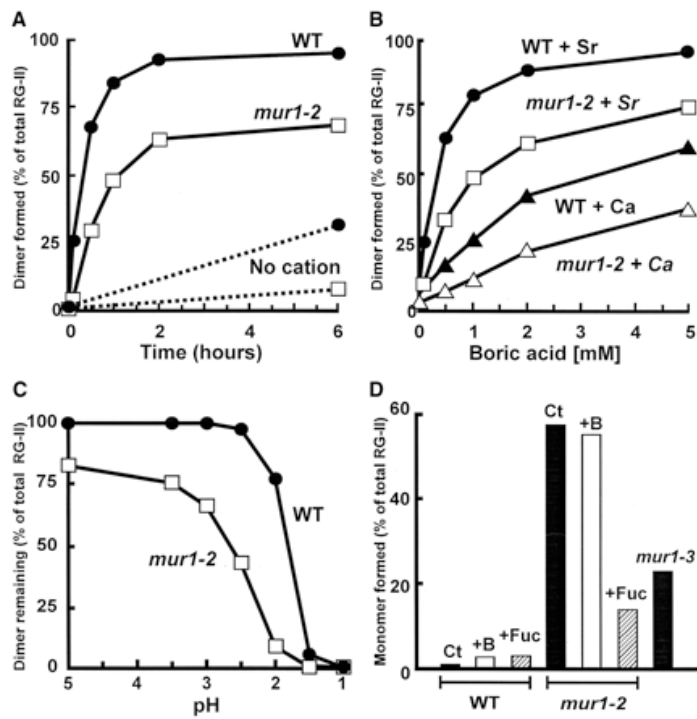 A
Dimer formed (% of total RG-II)
100
75
50
25
0
WT
mur1-2
No cation
0
2
4
6
Time (hours)
B
Dimer formed (% of total RG-II)
100
75
50
25
0
WT + Sr
mur1-2 + Sr
WT + Ca
mur1-2 + Ca
0
1
2
3
4
5
Boric acid [mM]
C
Dimer remaining (% of total RG-II)
100
75
50
25
0
WT
mur1-2
5
4
3
2
1
pH
D
Monomer formed (% of total RG-II)
60
40
20
0
Ct
+B
+Fuc
Ct
+B
+Fuc
mur1-3
WT
mur1-2